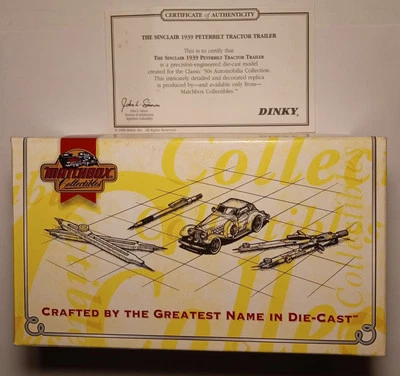 CERTIFICATE of AUTHENTICITY
THE SINCLAIR 1939 PETERBILT TRACTOR TRAILER
This is to certify that
THE SINCLAIR 1939 PETERBILT TRACTOR TRAILER
is a precision-engineered die-cast model
created for the Classic '30s Automobilia Collection.
This intricately detailed and decorated replica
is produced by—and available only from—
Matchbox Collectibles.
DINKY
MATCHBOX
Collectibles
Collec
CRAFTED BY THE GREATEST NAME IN DIE-CAST™